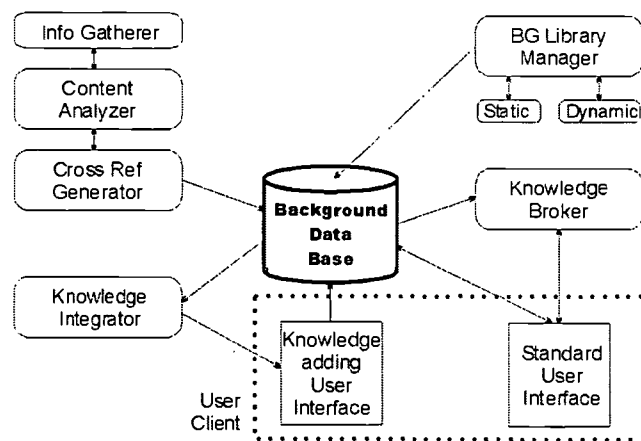 Info Gatherer
Content
Analyzer
Cross Ref
Generator
BG Library
Manager
Static
Dynamic
Background
Data
Base
Knowledge
Broker
Knowledge
Integrator
Knowledge
adding
User
Interface
Standard
User
Interface
User
Client